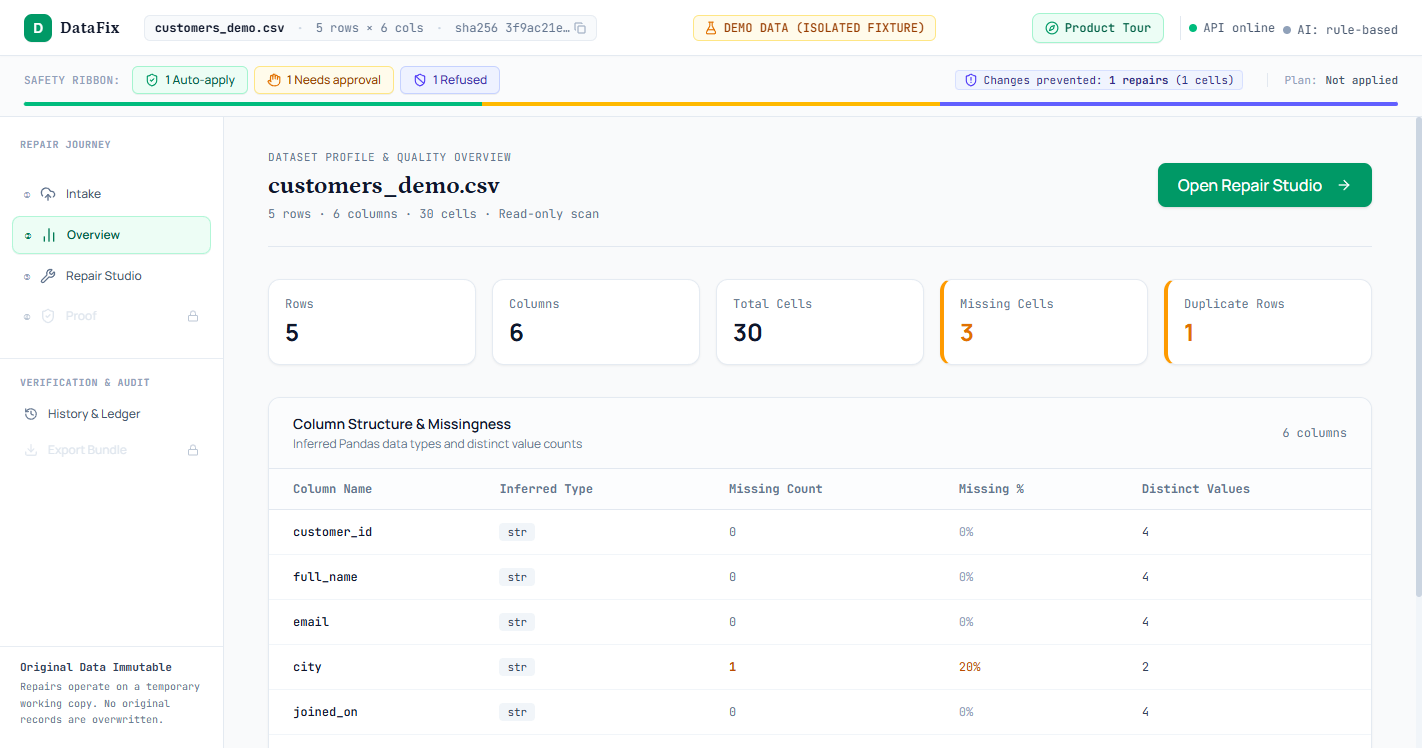 D DataFix
customers_demo.csv · 5 rows × 6 cols · sha256 3f9ac21e…
DEMO DATA (ISOLATED FIXTURE)
Product Tour
API online
AI: rule-based
SAFETY RIBBON:
1 Auto-apply
1 Needs approval
1 Refused
Changes prevented: 1 repairs (1 cells)
Plan: Not applied
REPAIR JOURNEY
Intake
Overview
Repair Studio
Proof
VERIFICATION & AUDIT
History & Ledger
Export Bundle
Original Data Immutable
Repairs operate on a temporary
working copy. No original
records are overwritten.
DATASET PROFILE & QUALITY OVERVIEW
customers_demo.csv
5 rows · 6 columns · 30 cells · Read-only scan
Open Repair Studio
Rows
5
Columns
6
Total Cells
30
Missing Cells
3
Duplicate Rows
1
Column Structure & Missingness
Inferred Pandas data types and distinct value counts
6 columns
Column Name Inferred Type Missing Count Missing % Distinct Values
customer_id str 0 0% 4
full_name str 0 0% 4
email str 0 0% 4
city str 1 20% 2
joined_on str 0 0% 4